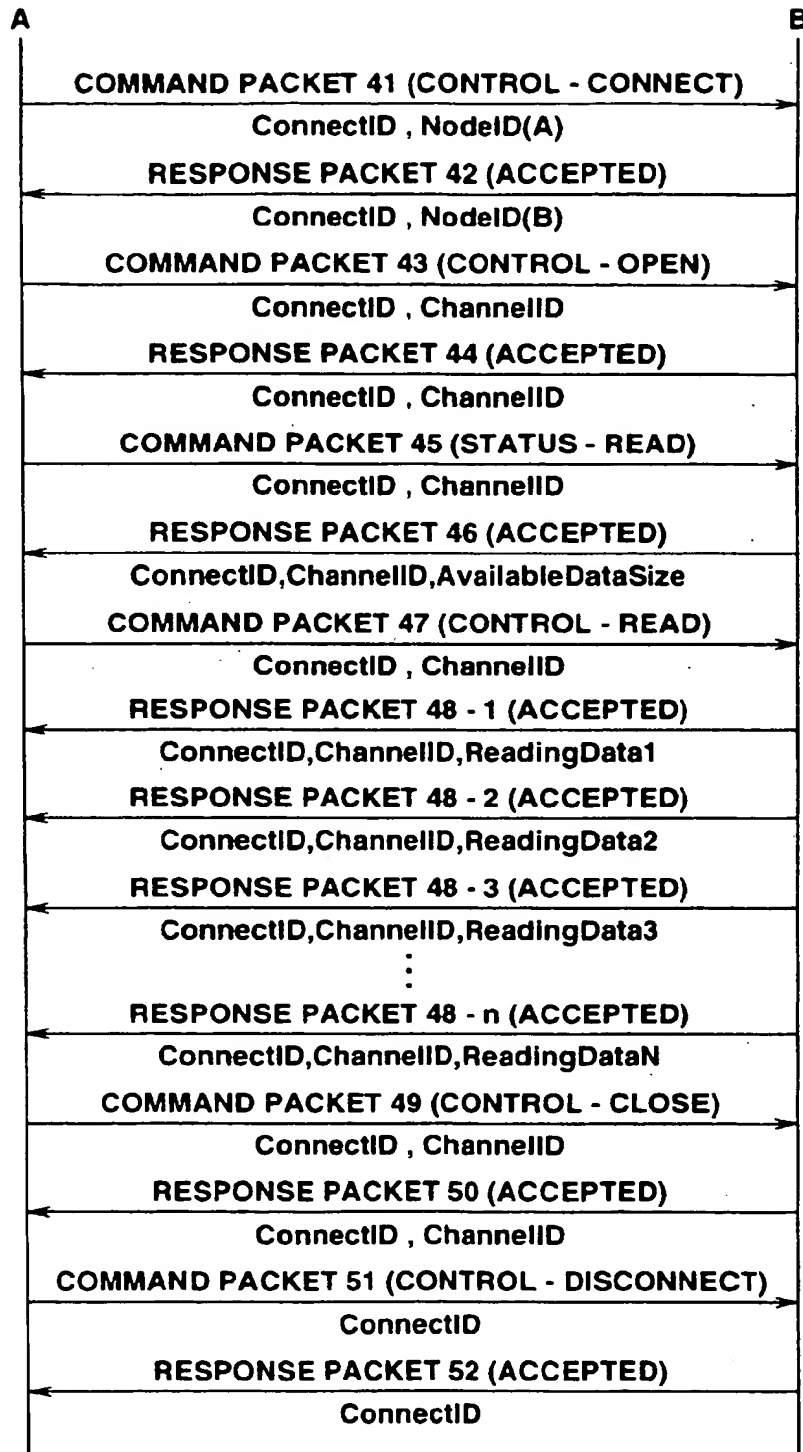 A B
COMMAND PACKET 41 (CONTROL - CONNECT)
ConnectID , NodeID(A)
RESPONSE PACKET 42 (ACCEPTED)
ConnectID , NodeID(B)
COMMAND PACKET 43 (CONTROL - OPEN)
ConnectID , ChannelID
RESPONSE PACKET 44 (ACCEPTED)
ConnectID , ChannelID
COMMAND PACKET 45 (STATUS - READ)
ConnectID , ChannelID
RESPONSE PACKET 46 (ACCEPTED)
ConnectID,ChannelID,AvailableDataSize
COMMAND PACKET 47 (CONTROL - READ)
ConnectID , ChannelID
RESPONSE PACKET 48 - 1 (ACCEPTED)
ConnectID,ChannelID,ReadingData1
RESPONSE PACKET 48 - 2 (ACCEPTED)
ConnectID,ChannelID,ReadingData2
RESPONSE PACKET 48 - 3 (ACCEPTED)
ConnectID,ChannelID,ReadingData3
RESPONSE PACKET 48 - n (ACCEPTED)
ConnectID,ChannelID,ReadingDataN
COMMAND PACKET 49 (CONTROL - CLOSE)
ConnectID , ChannelID
RESPONSE PACKET 50 (ACCEPTED)
ConnectID , ChannelID
COMMAND PACKET 51 (CONTROL - DISCONNECT)
ConnectID
RESPONSE PACKET 52 (ACCEPTED)
ConnectID